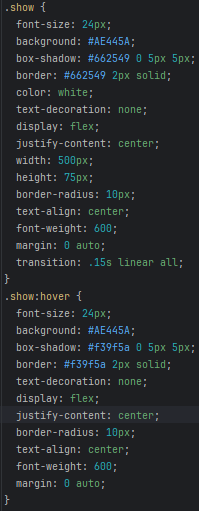 .show {
font-size: 24px;
background: #AE445A;
box-shadow: #662549 0 5px 5px;
border: #662549 2px solid;
color: white;
text-decoration: none;
display: flex;
justify-content: center;
width: 500px;
height: 75px;
border-radius: 10px;
text-align: center;
font-weight: 600;
margin: 0 auto;
transition: .15s linear all;
}
.show:hover {
font-size: 24px;
background: #AE445A;
box-shadow: #f39f5a 0 5px 5px;
border: #f39f5a 2px solid;
text-decoration: none;
display: flex;
justify-content: center;
border-radius: 10px;
text-align: center;
font-weight: 600;
margin: 0 auto;
}